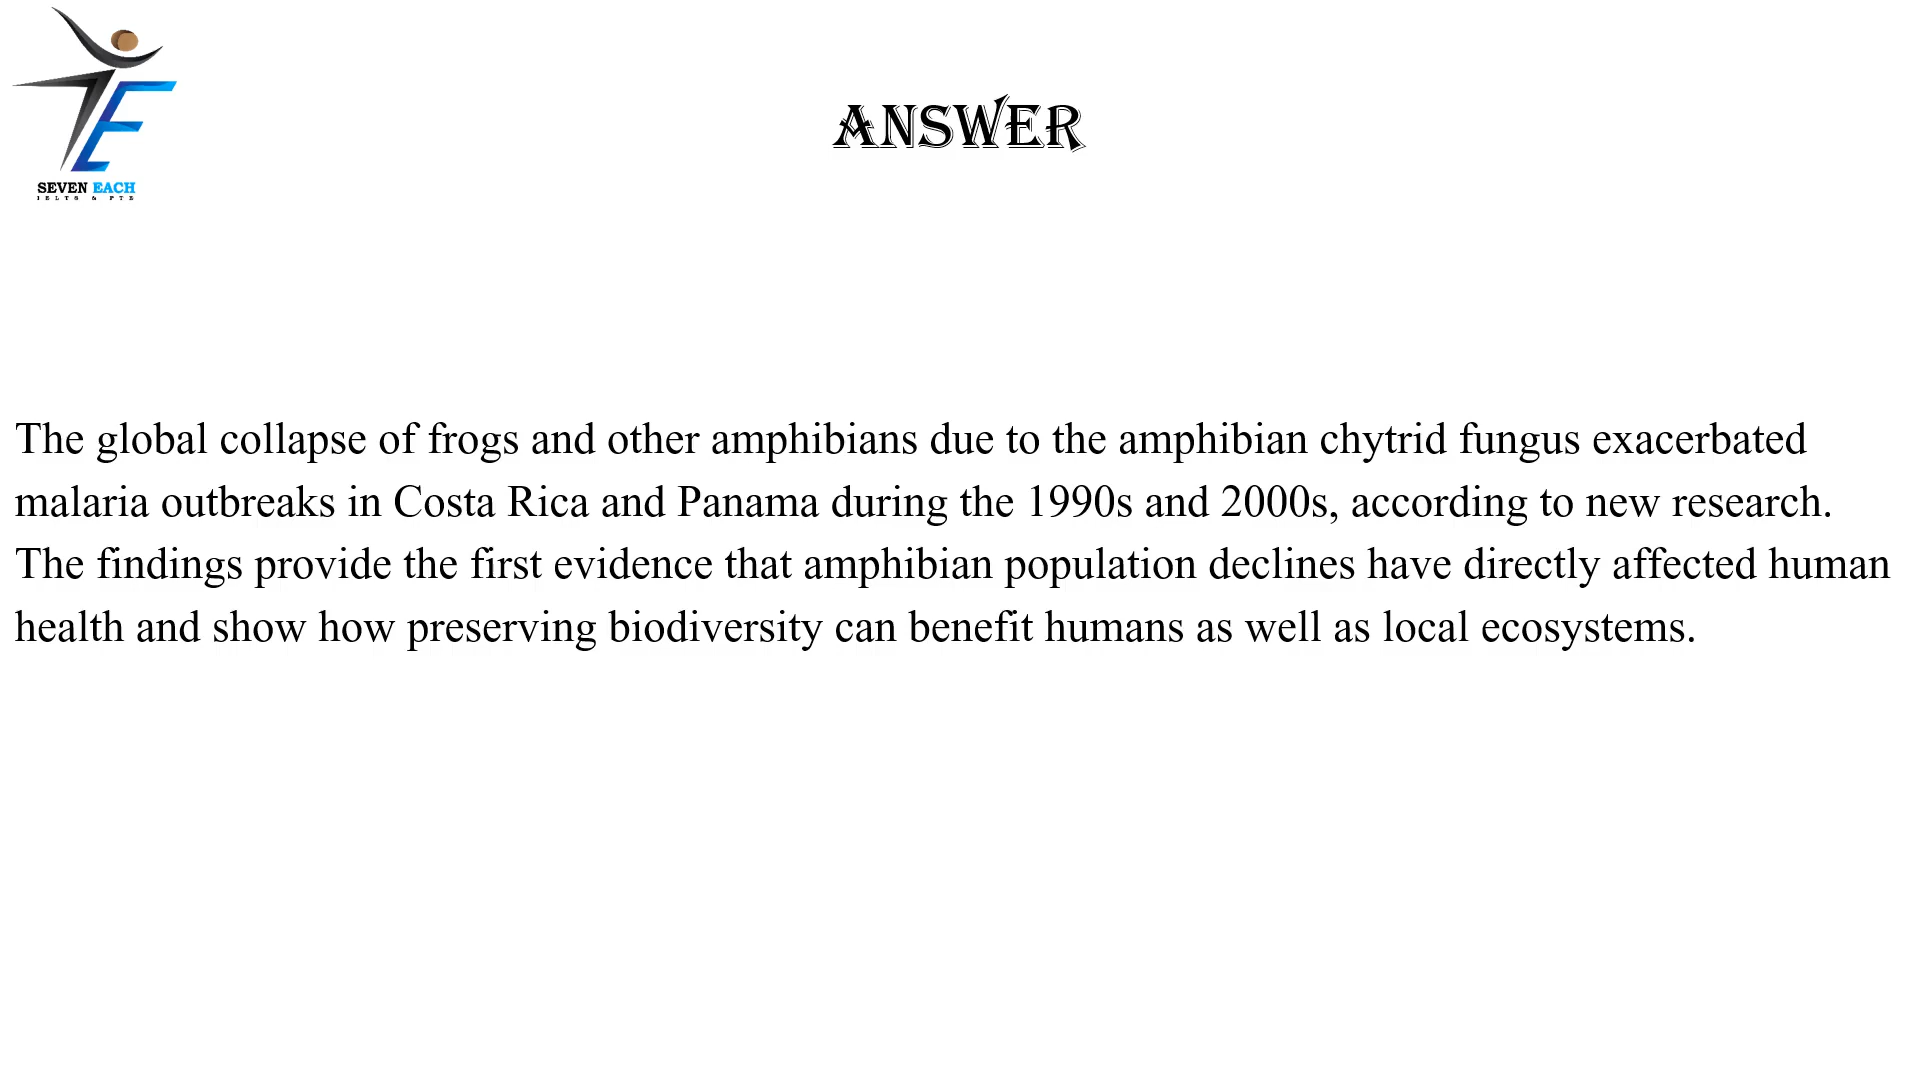 SEVEN EACH
IELTS & PTE
ANSWER
The global collapse of frogs and other amphibians due to the amphibian chytrid fungus exacerbated
malaria outbreaks in Costa Rica and Panama during the 1990s and 2000s, according to new research.
The findings provide the first evidence that amphibian population declines have directly affected human
health and show how preserving biodiversity can benefit humans as well as local ecosystems.